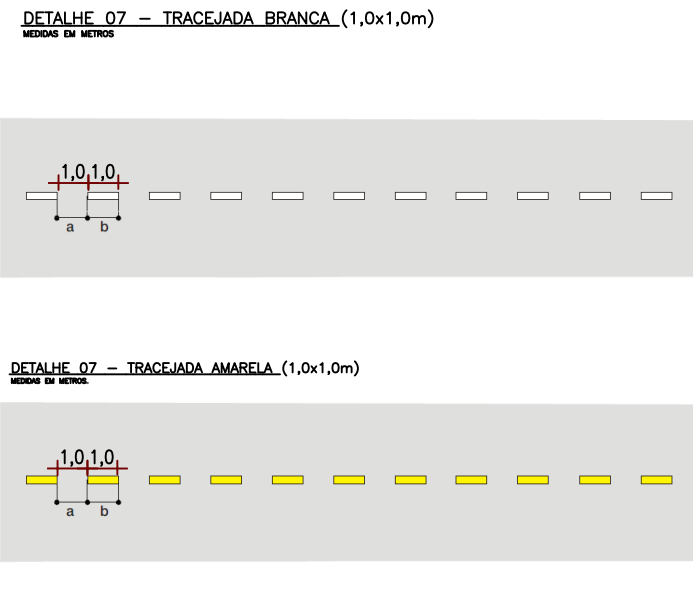 DETALHE 07 – TRACEJADA BRANCA (1,0x1,0m)
MEDIDAS EM METROS
1,0 1,0
a b
DETALHE 07 – TRACEJADA AMARELA (1,0x1,0m)
MEDIDAS EM METROS.
1,0 1,0
a b